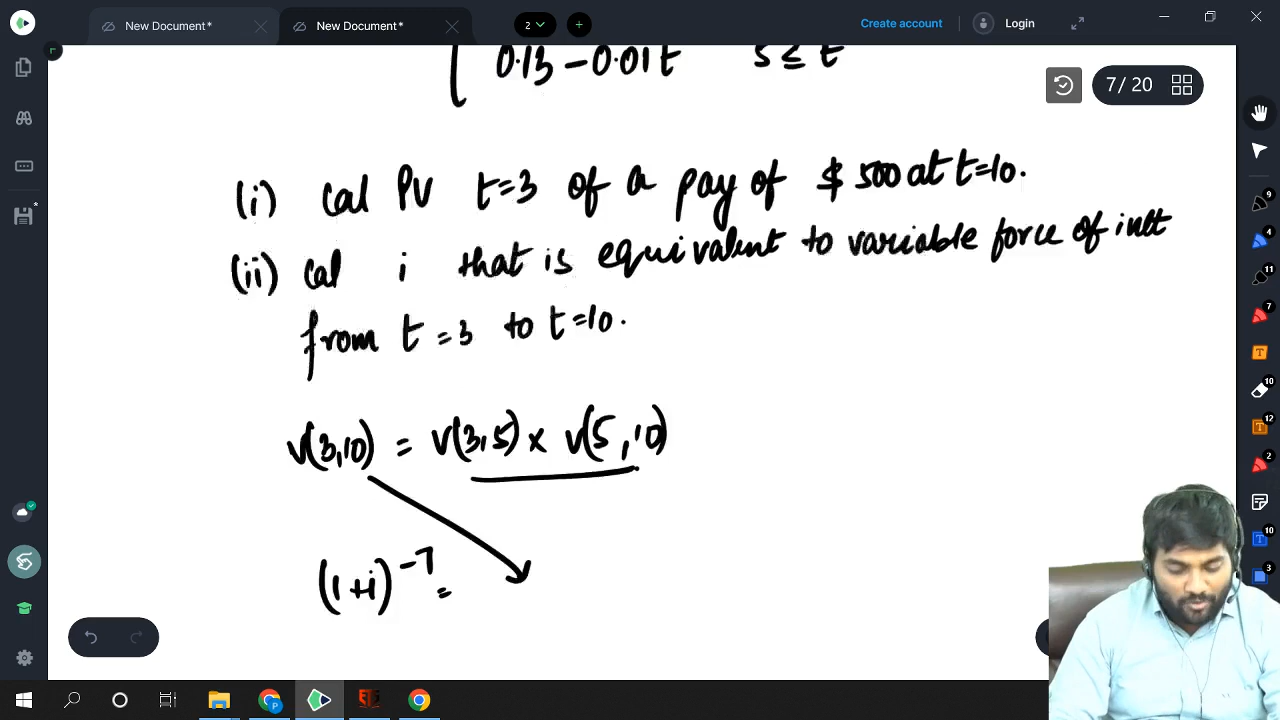 New Document* New Document* 2 Create account Login
0.13 - 0.01t 5 ≤ t
7/20
(i) cal PV t=3 of a pay of $ 500 at t=10.
(ii) cal i that is equivalent to variable force of intt
from t=3 to t=10.
v(3,10) = v(3,5) x v(5,10)
(1+i)^-7 =